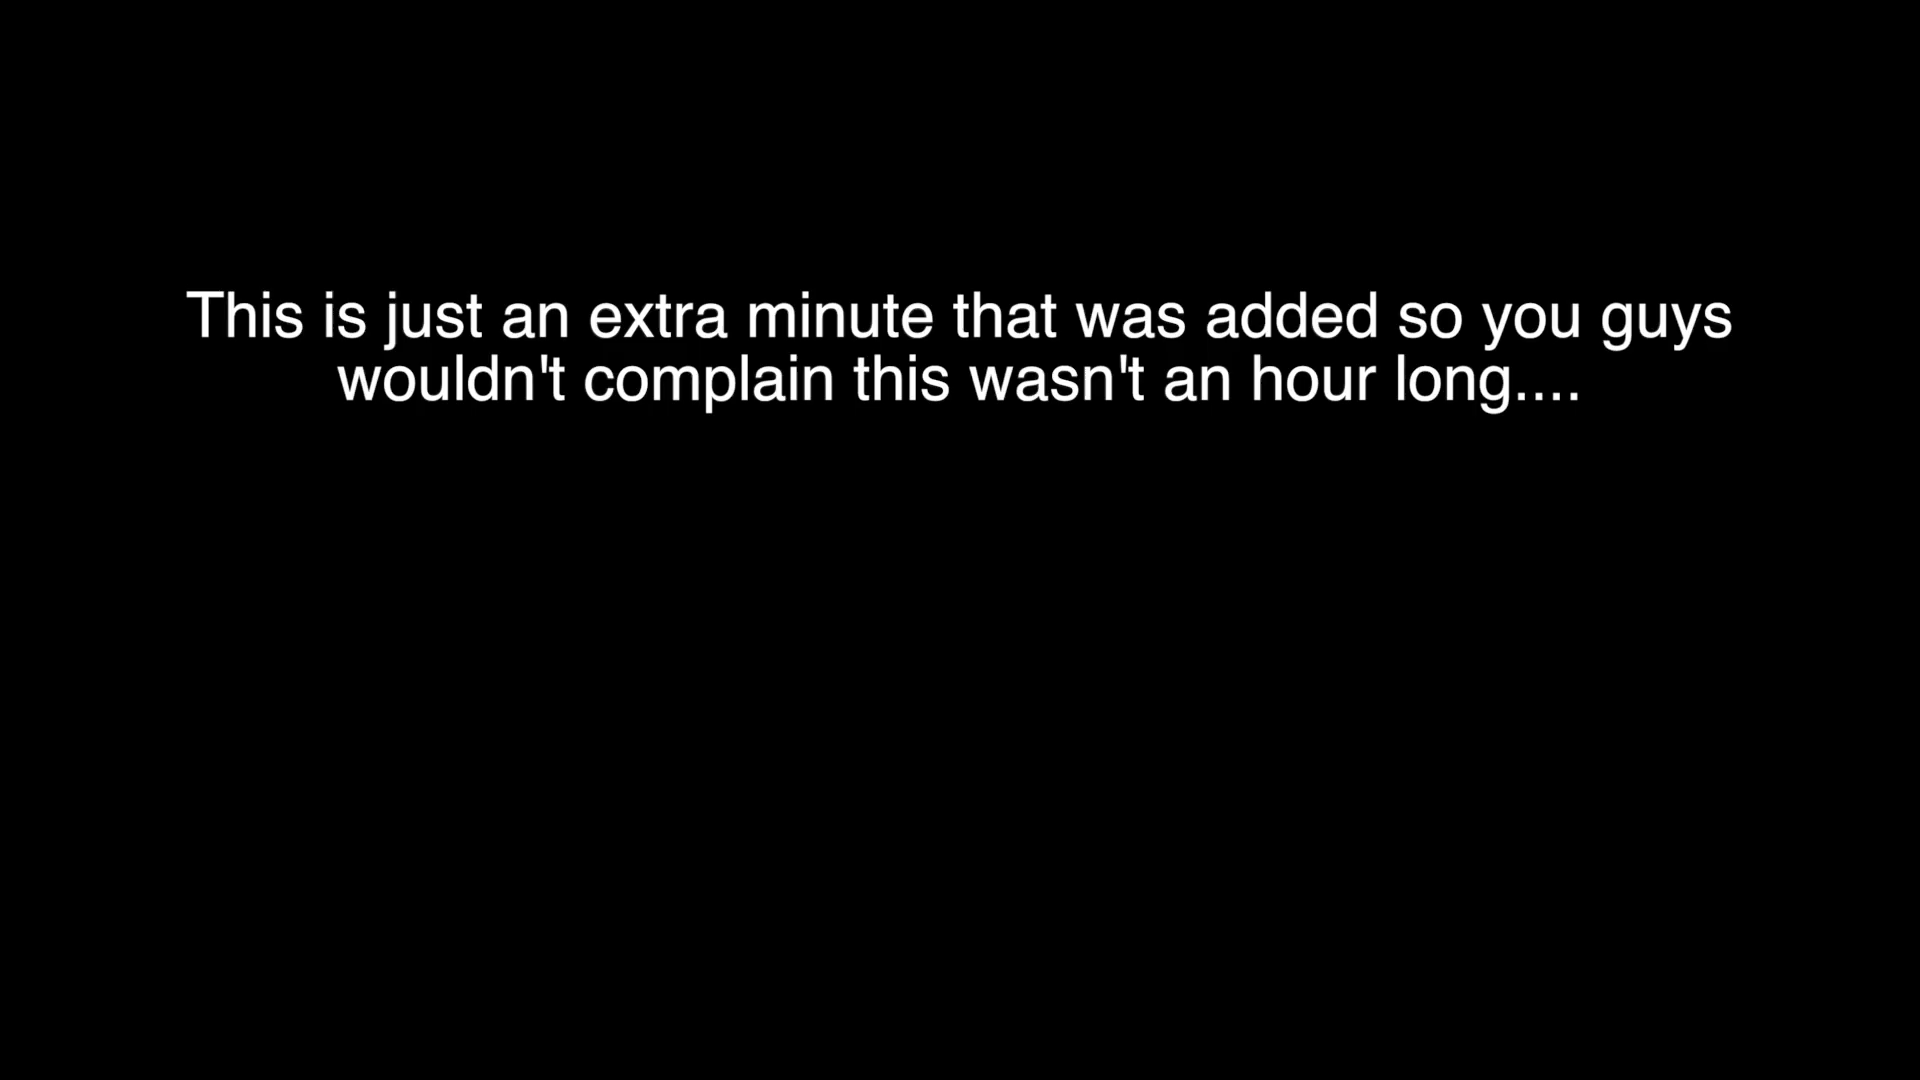 This is just an extra minute that was added so you guys
wouldn't complain this wasn't an hour long....